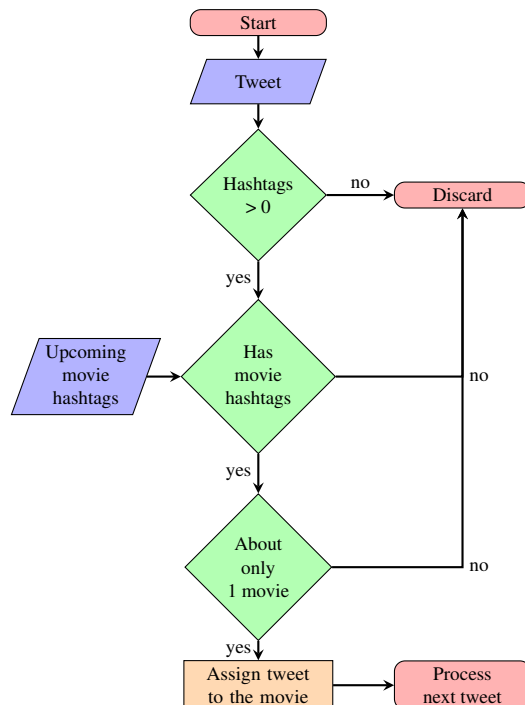 Start
Tweet
Hashtags
> 0
no
Discard
yes
Upcoming
movie
hashtags
Has
movie
hashtags
no
yes
About
only
1 movie
no
yes
Assign tweet
to the movie
Process
next tweet